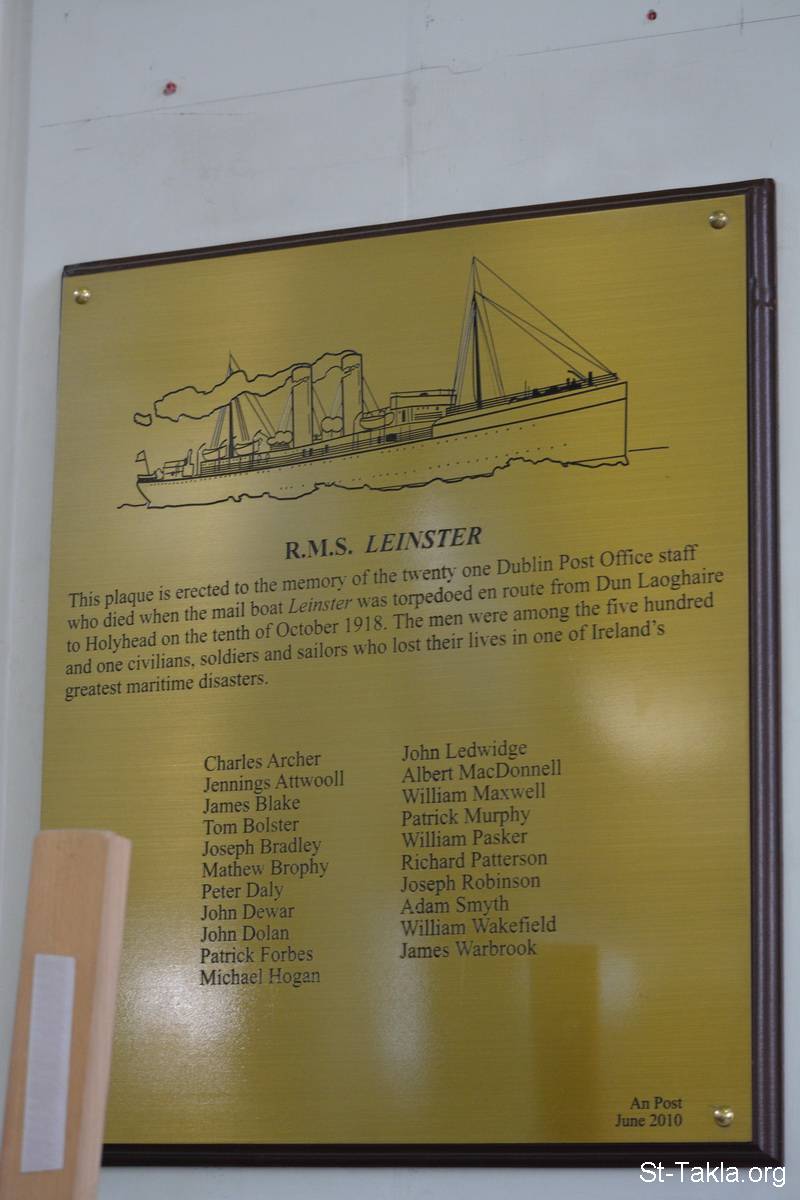 R.M.S. LEINSTER
This plaque is erected to the memory of the twenty one Dublin Post Office staff
who died when the mail boat Leinster was torpedoed en route from Dun Laoghaire
to Holyhead on the tenth of October 1918. The men were among the five hundred
and one civilians, soldiers and sailors who lost their lives in one of Ireland's
greatest maritime disasters.
Charles Archer
Jennings Attwooll
James Blake
Tom Bolster
Joseph Bradley
Mathew Brophy
Peter Daly
John Dewar
John Dolan
Patrick Forbes
Michael Hogan
John Ledwidge
Albert MacDonnell
William Maxwell
Patrick Murphy
William Pasker
Richard Patterson
Joseph Robinson
Adam Smyth
William Wakefield
James Warbrook
An Post
June 2010
St-Takla.org